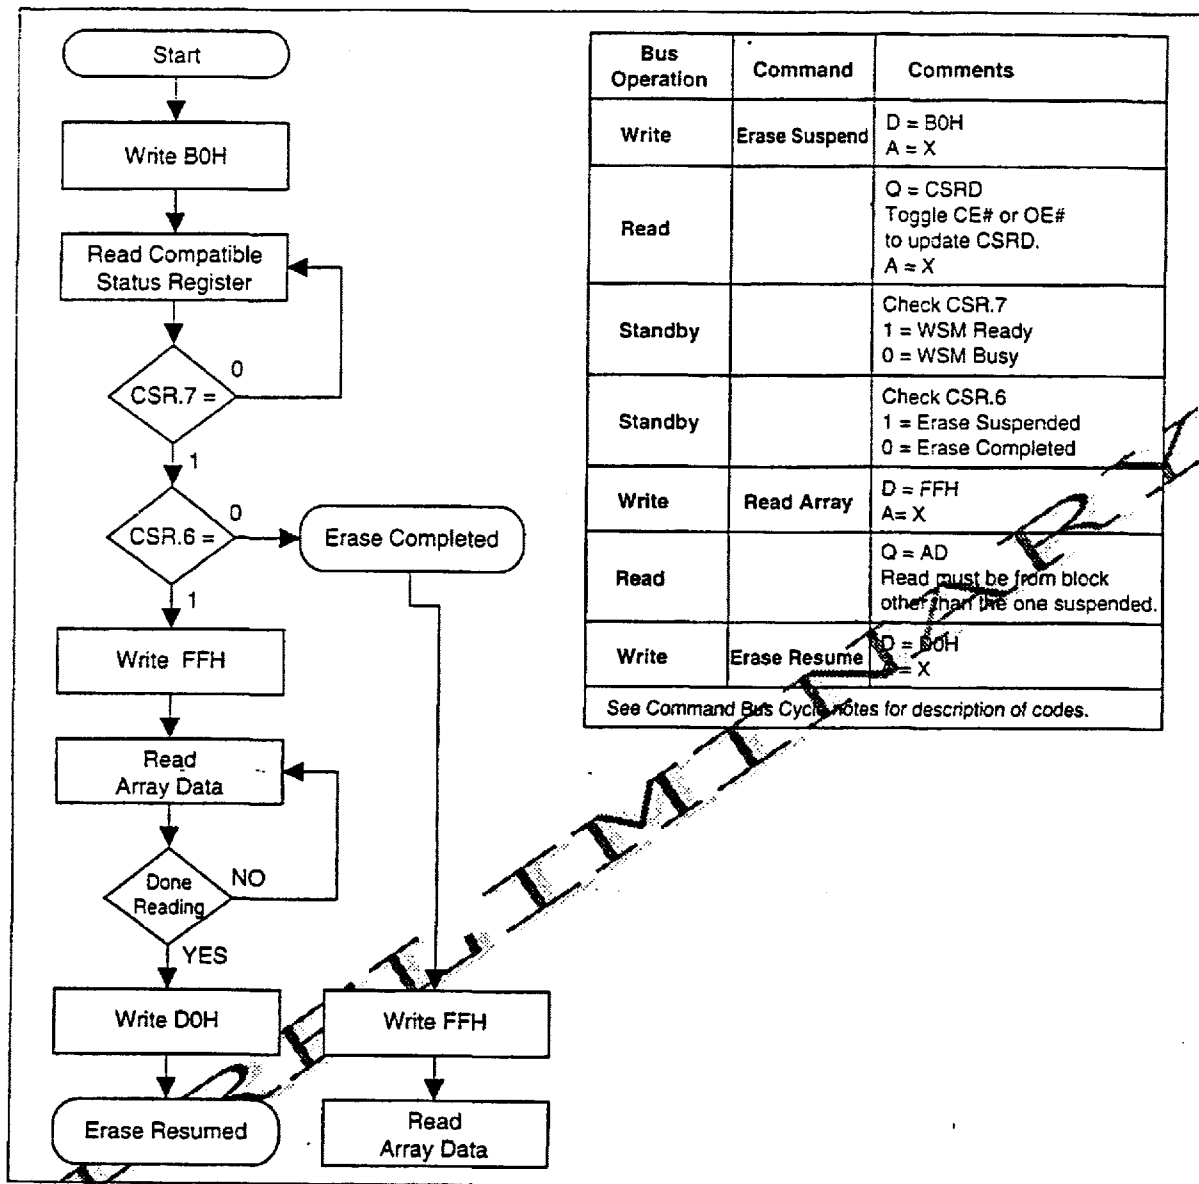 Start
Write B0H
Read Compatible
Status Register
0
CSR.7 =
1
0
CSR.6 =
Erase Completed
1
Write FFH
Read
Array Data
Done
Reading
NO
YES
Write D0H
Write FFH
Erase Resumed
Read
Array Data
Bus
Operation
Command
Comments
Write
Erase Suspend
D = B0H
A = X
Read
Q = CSRD
Toggle CE# or OE#
to update CSRD.
A = X
Standby
Check CSR.7
1 = WSM Ready
0 = WSM Busy
Standby
Check CSR.6
1 = Erase Suspended
0 = Erase Completed
Write
Read Array
D = FFH
A= X
Read
Q = AD
Read must be from block
other than the one suspended.
Write
Erase Resume
D = D0H
= X
See Command Bus Cycle notes for description of codes.
PRELIMINARY